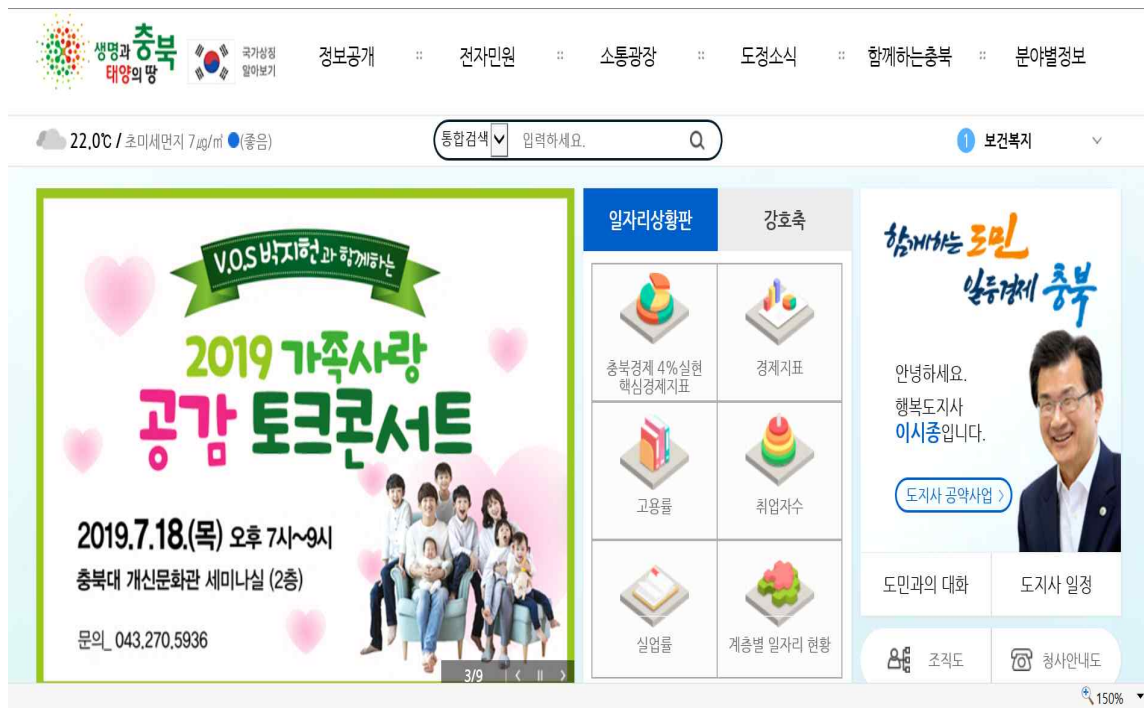 생명과 충북
태양의 땅
국가상징
알아보기
정보공개 :: 전자민원 :: 소통광장 :: 도정소식 :: 함께하는충북 :: 분야별정보
22.0℃ / 초미세먼지 7㎍/㎥ (좋음)
통합검색 입력하세요.
1 보건복지
V.O.S 박지헌과 함께하는
2019 가족사랑
공감 토크콘서트
2019.7.18.(목) 오후 7시~9시
충북대 개신문화관 세미나실 (2층)
문의_ 043.270.5936
3/9
일자리상황판 강호축
충북경제 4%실현
핵심경제지표
경제지표
고용률 취업자수
실업률 계층별 일자리 현황
함께하는 도민
일등경제 충북
안녕하세요.
행복도지사
이시종입니다.
도지사 공약사업 〉
도민과의 대화 도지사 일정
조직도 청사안내도
150%